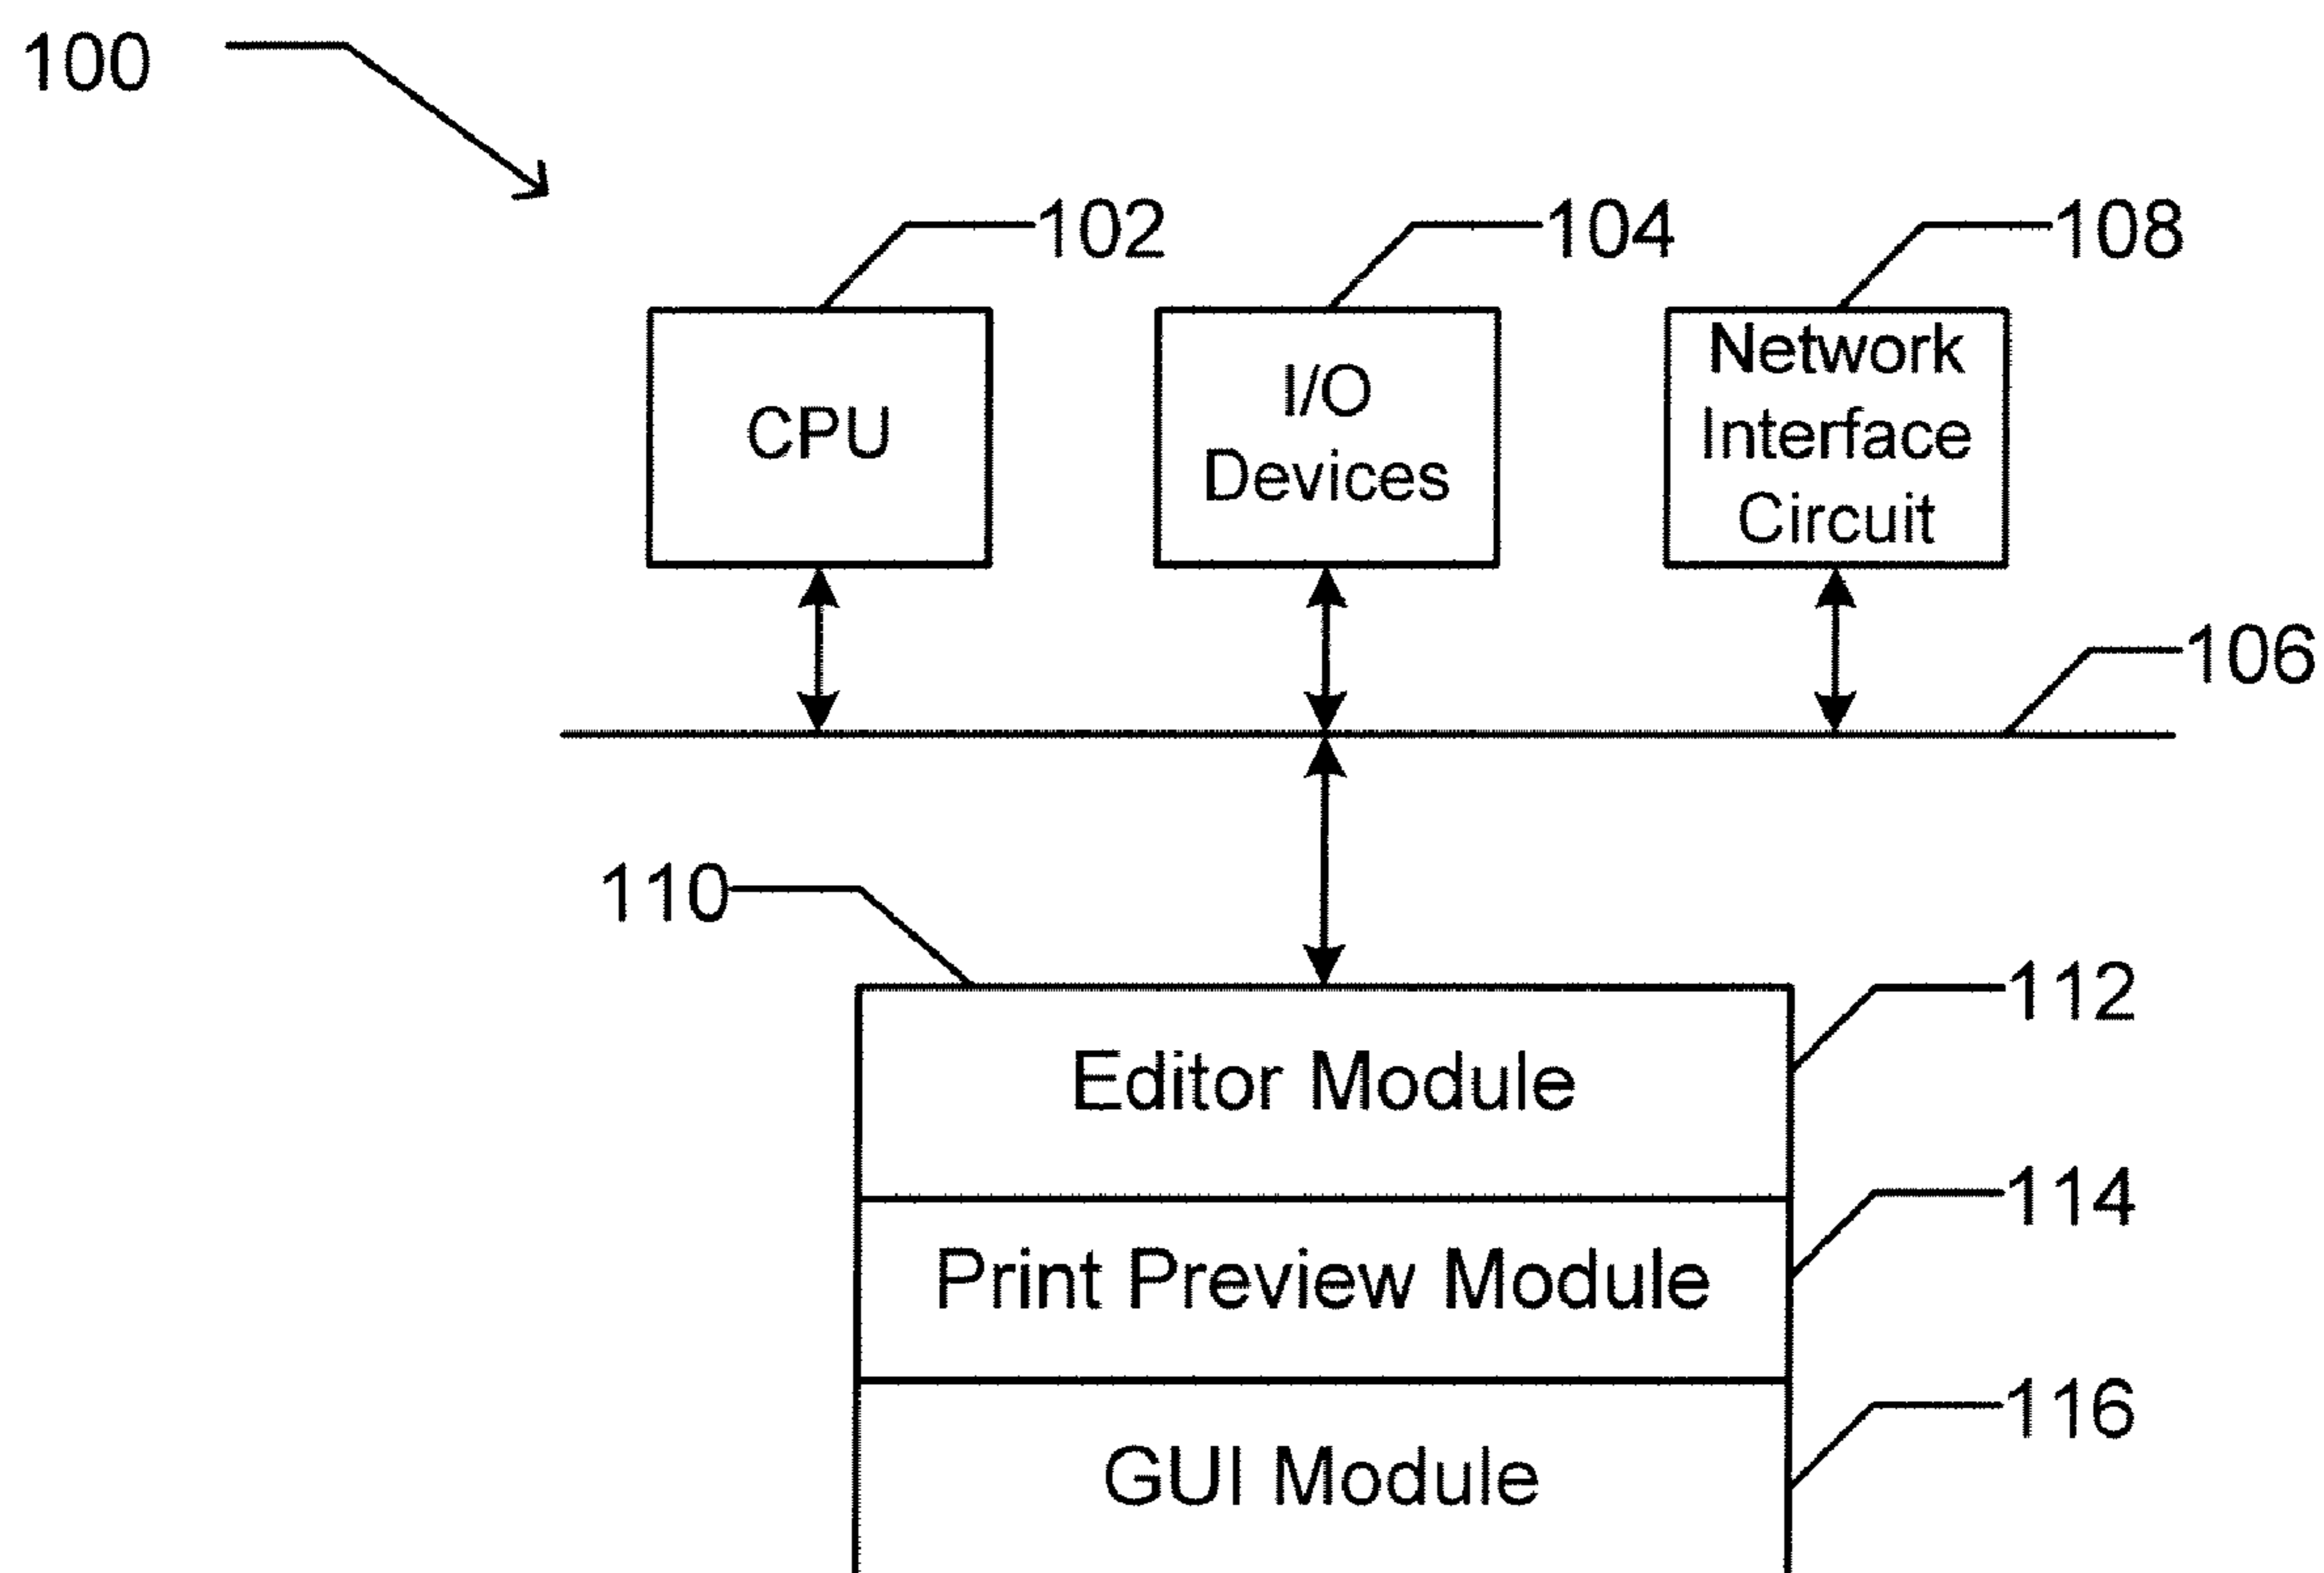 100
102
104
108
CPU
I/O
Devices
Network
Interface
Circuit
106
110
112
Editor Module
114
Print Preview Module
116
GUI Module